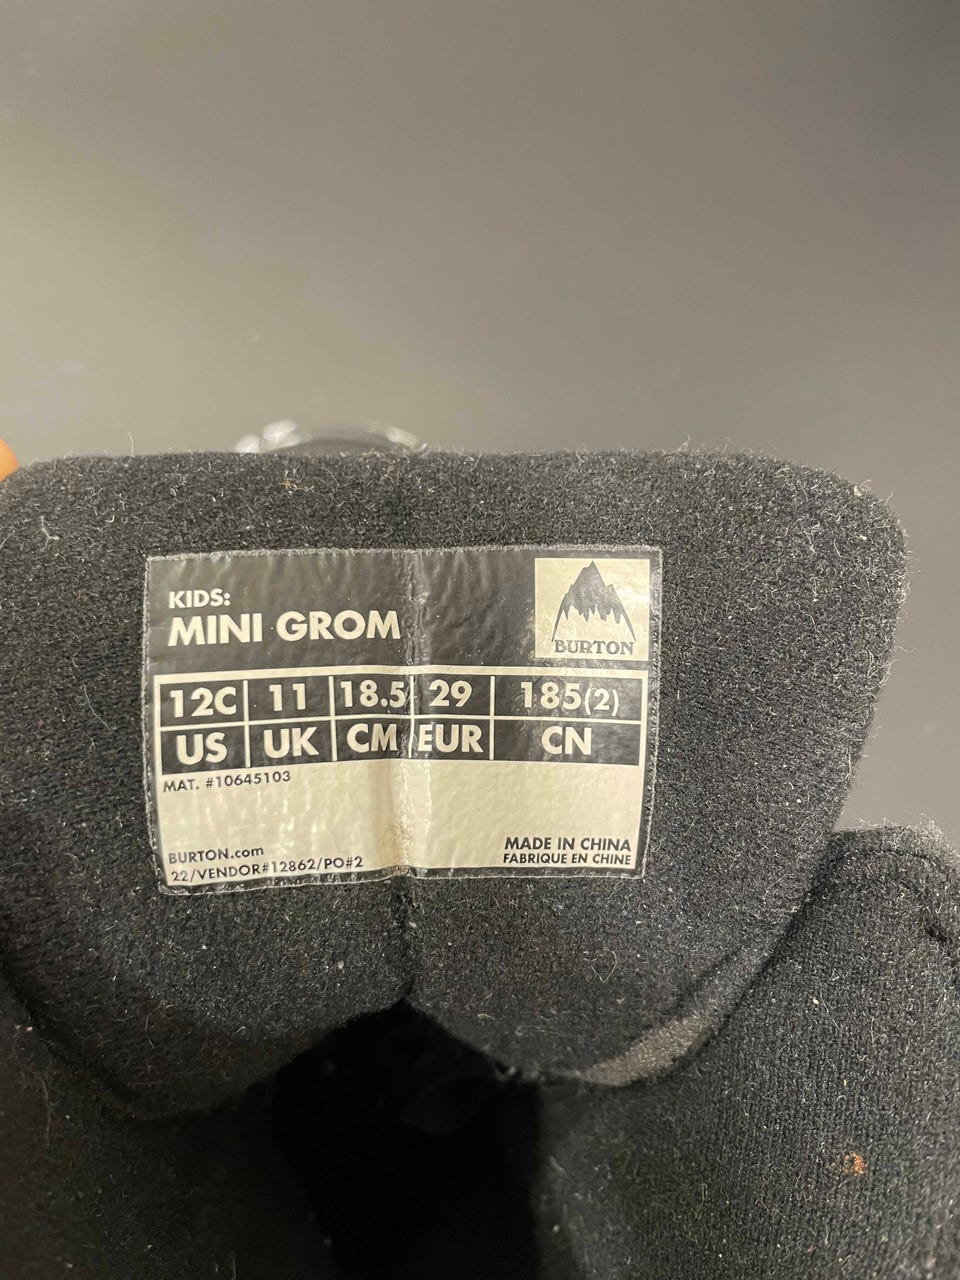 KIDS:
MINI GROM
BURTON
12C 11 18.5 29 185(2)
US UK CM EUR CN
MAT. #10645103
BURTON.com
22/VENDOR#12862/PO#2
MADE IN CHINA
FABRIQUE EN CHINE